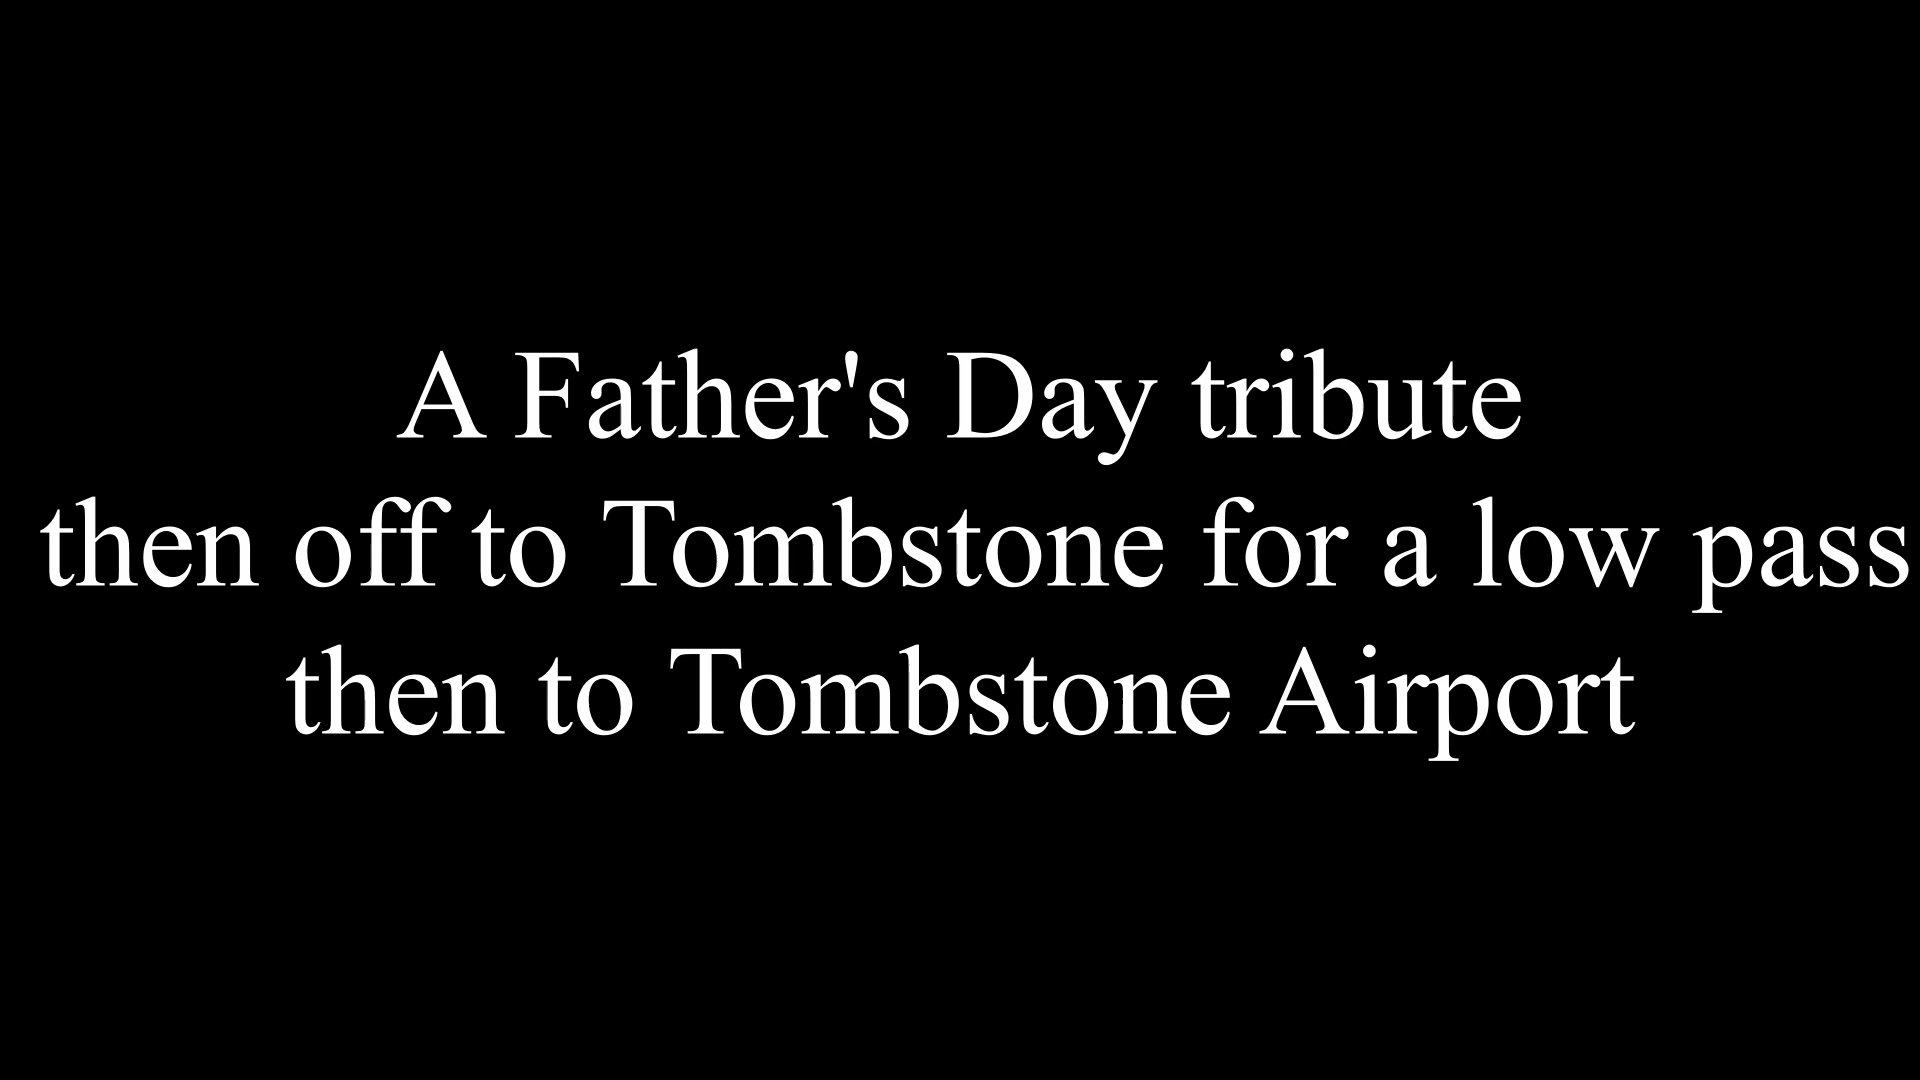 A Father's Day tribute
then off to Tombstone for a low pass
then to Tombstone Airport